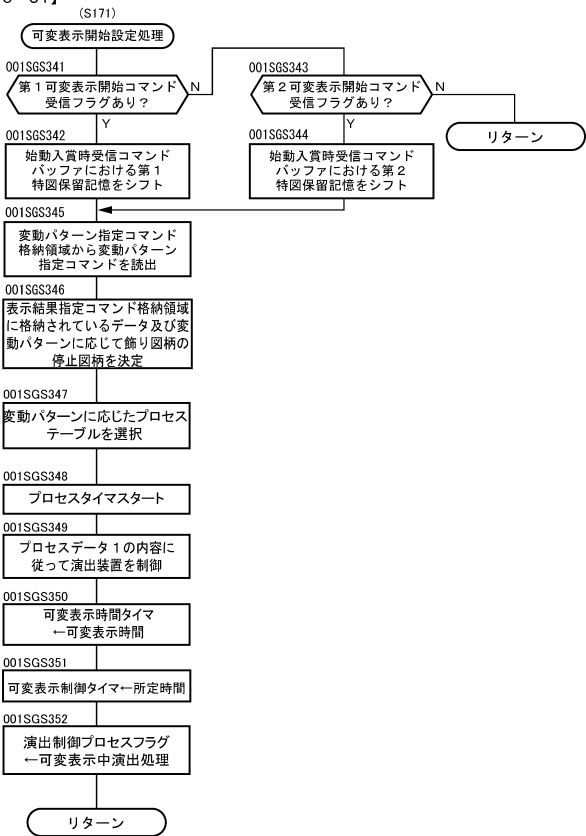 (S171)
可変表示開始設定処理
001SGS341
第１可変表示開始コマンド
受信フラグあり？
N
Y
001SGS343
第２可変表示開始コマンド
受信フラグあり？
N
Y
リターン
001SGS342
始動入賞時受信コマンド
バッファにおける第１
特図保留記憶をシフト
001SGS344
始動入賞時受信コマンド
バッファにおける第２
特図保留記憶をシフト
001SGS345
変動パターン指定コマンド
格納領域から変動パターン
指定コマンドを読出
001SGS346
表示結果指定コマンド格納領域
に格納されているデータ及び変
動パターンに応じて飾り図柄の
停止図柄を決定
001SGS347
変動パターンに応じたプロセス
テーブルを選択
001SGS348
プロセスタイマスタート
001SGS349
プロセスデータ１の内容に
従って演出装置を制御
001SGS350
可変表示時間タイマ
←可変表示時間
001SGS351
可変表示制御タイマ←所定時間
001SGS352
演出制御プロセスフラグ
←可変表示中演出処理
リターン